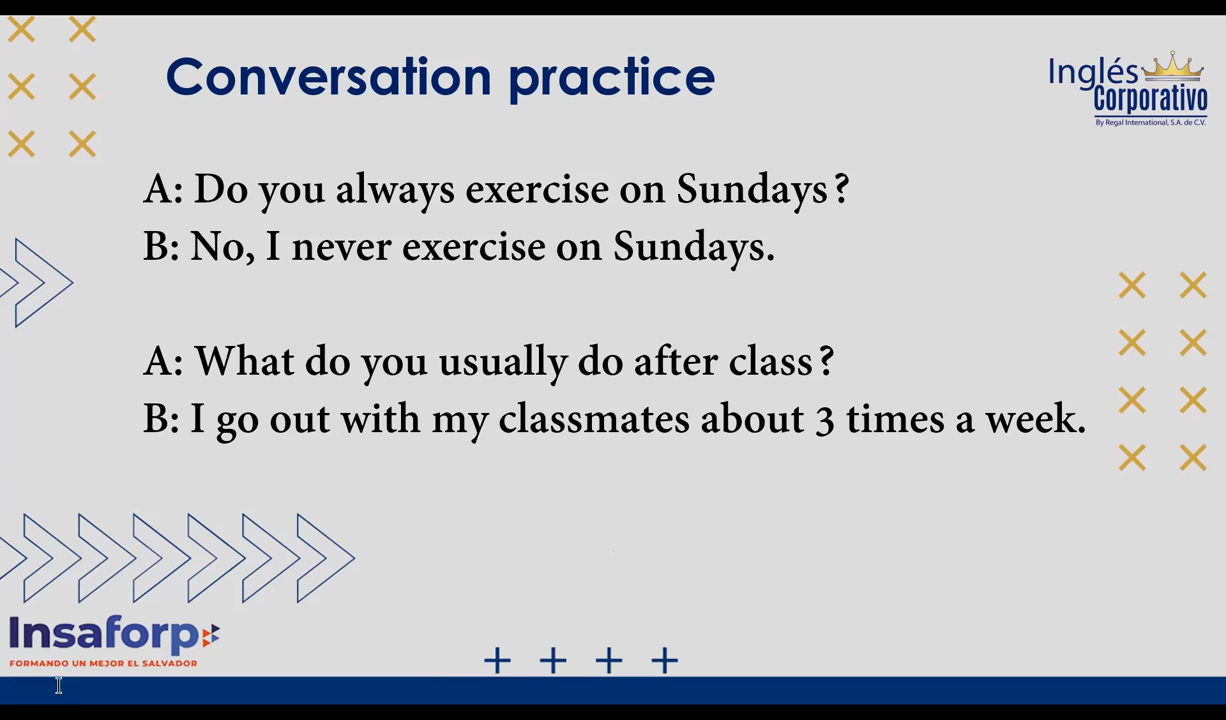 Conversation practice
Inglés
Corporativo
By Regal International, S.A. de C.V.
A: Do you always exercise on Sundays?
B: No, I never exercise on Sundays.
A: What do you usually do after class?
B: I go out with my classmates about 3 times a week.
Insaforp
FORMANDO UN MEJOR EL SALVADOR